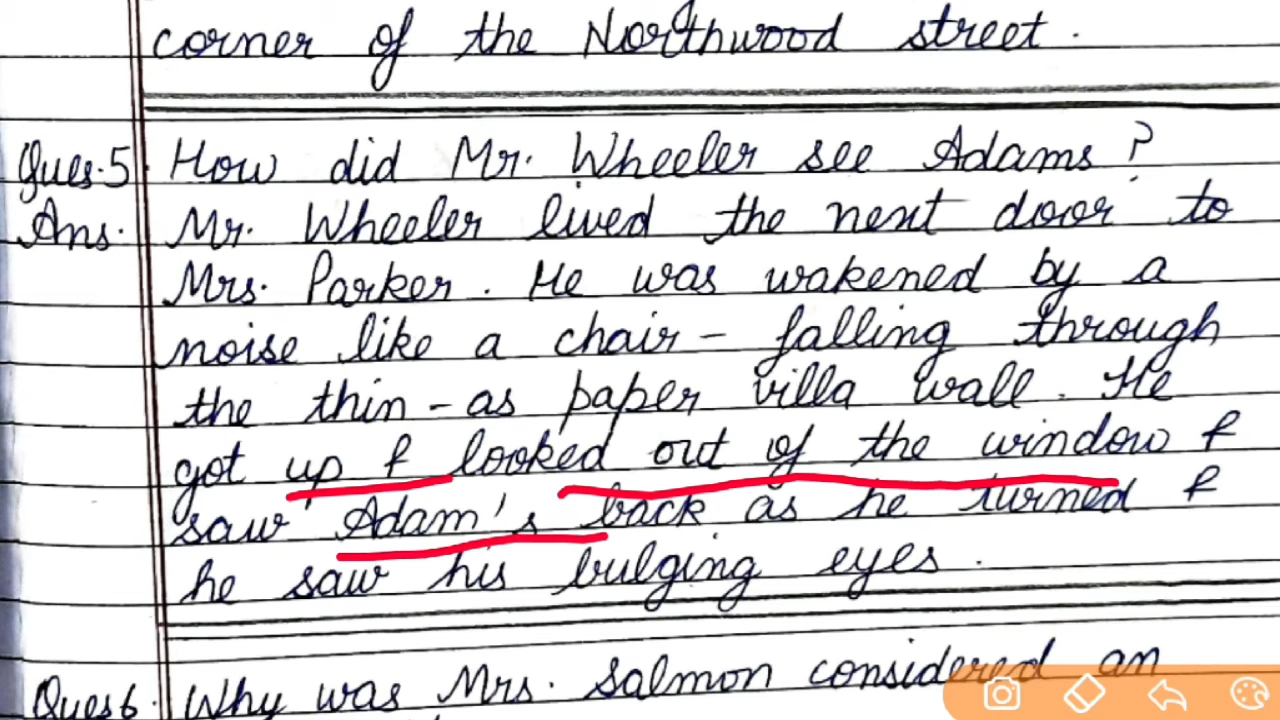 corner of the Northwood street.
Ques.5. How did Mr. Wheeler see Adams?
Ans. Mr. Wheeler lived the next door to
Mrs. Parker. He was wakened by a
noise like a chair - falling through
the thin - as paper villa wall. He
got up & looked out of the window &
saw Adam's back as he turned &
he saw his bulging eyes.
Ques 6. Why was Mrs. Salmon considered an